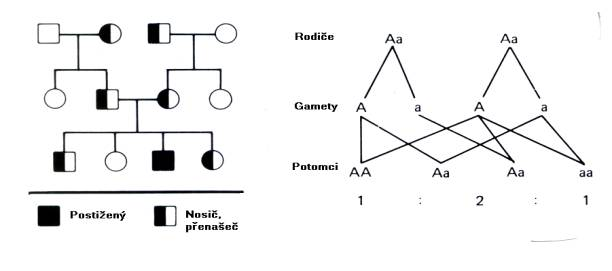 Rodiče Aa Aa
Gamety A a A a
Potomci AA Aa Aa aa
1 : 2 : 1
Postižený
Nosič,
přenašeč